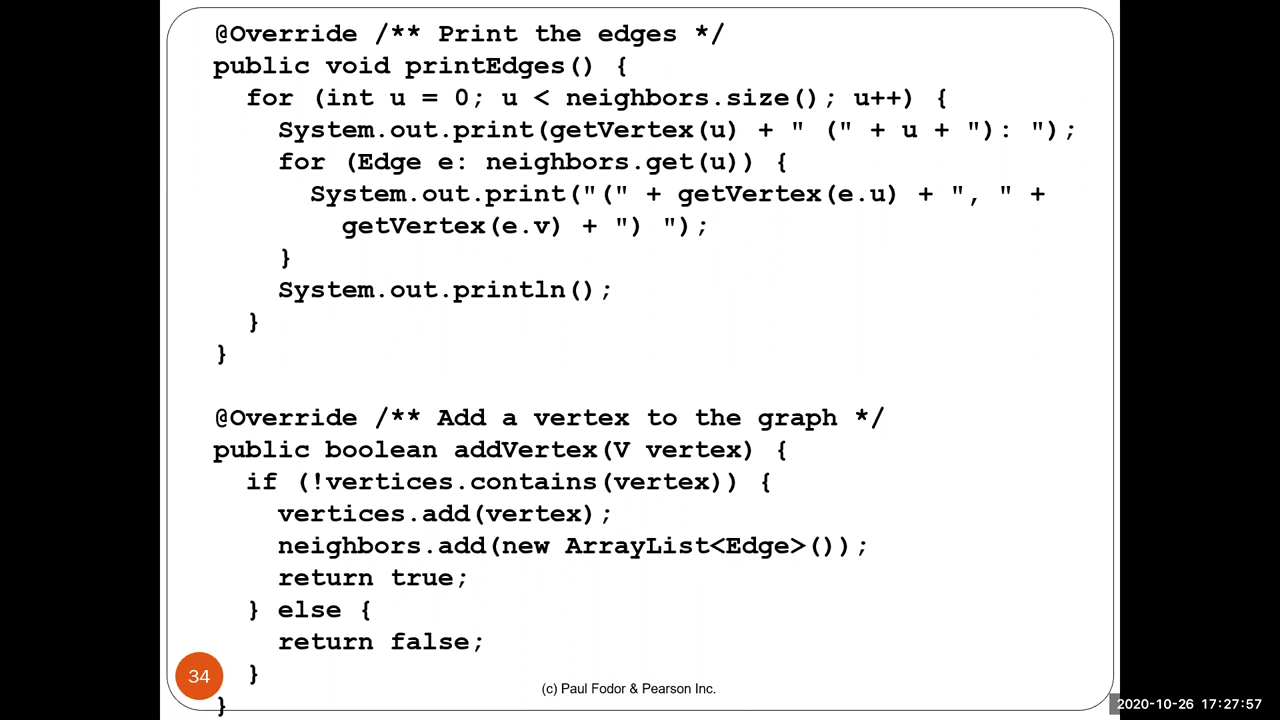 @Override /** Print the edges */
public void printEdges() {
  for (int u = 0; u < neighbors.size(); u++) {
    System.out.print(getVertex(u) + " (" + u + "): ");
    for (Edge e: neighbors.get(u)) {
      System.out.print("(" + getVertex(e.u) + ", " +
        getVertex(e.v) + ") ");
    }
    System.out.println();
  }
}

@Override /** Add a vertex to the graph */
public boolean addVertex(V vertex) {
  if (!vertices.contains(vertex)) {
    vertices.add(vertex);
    neighbors.add(new ArrayList<Edge>());
    return true;
  } else {
    return false;
  }
}
34
(c) Paul Fodor & Pearson Inc.
2020-10-26 17:27:57